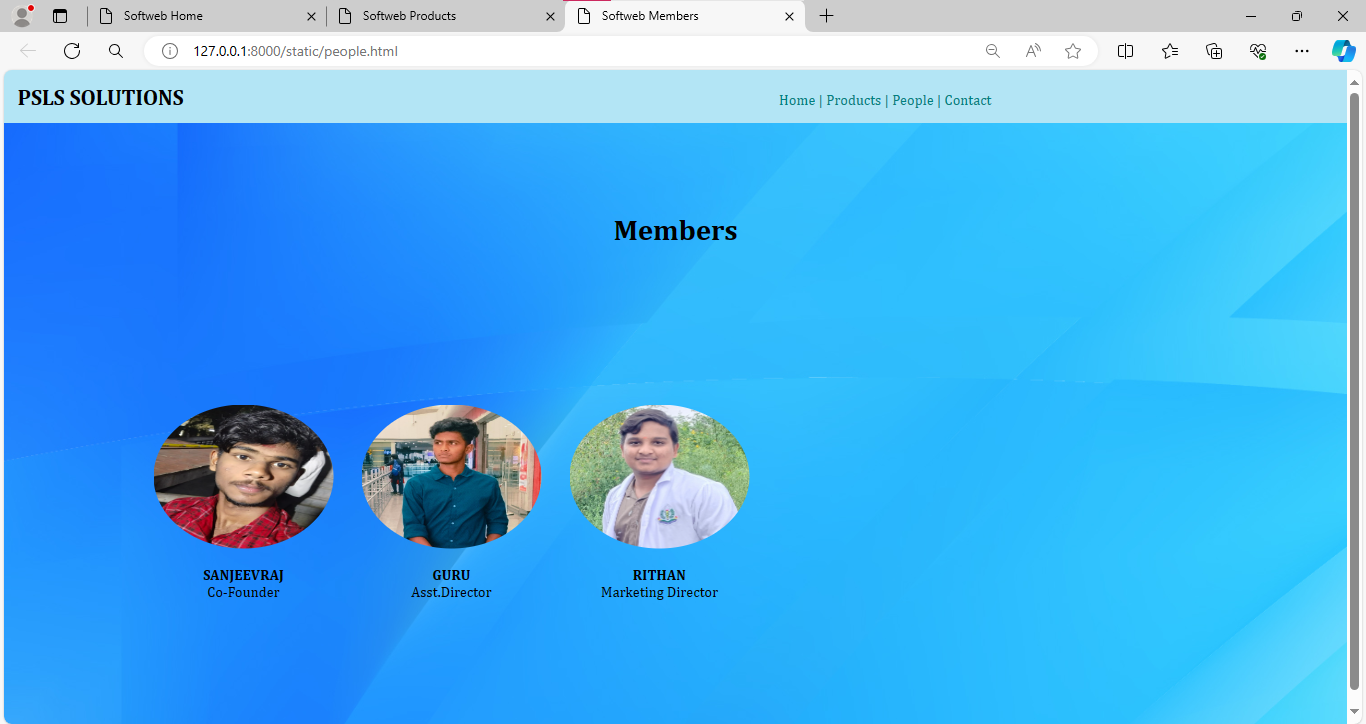 Softweb Home
Softweb Products
Softweb Members
127.0.0.1:8000/static/people.html
PSLS SOLUTIONS
Home | Products | People | Contact
Members
SANJEEVRAJ
Co-Founder
GURU
Asst.Director
RITHAN
Marketing Director